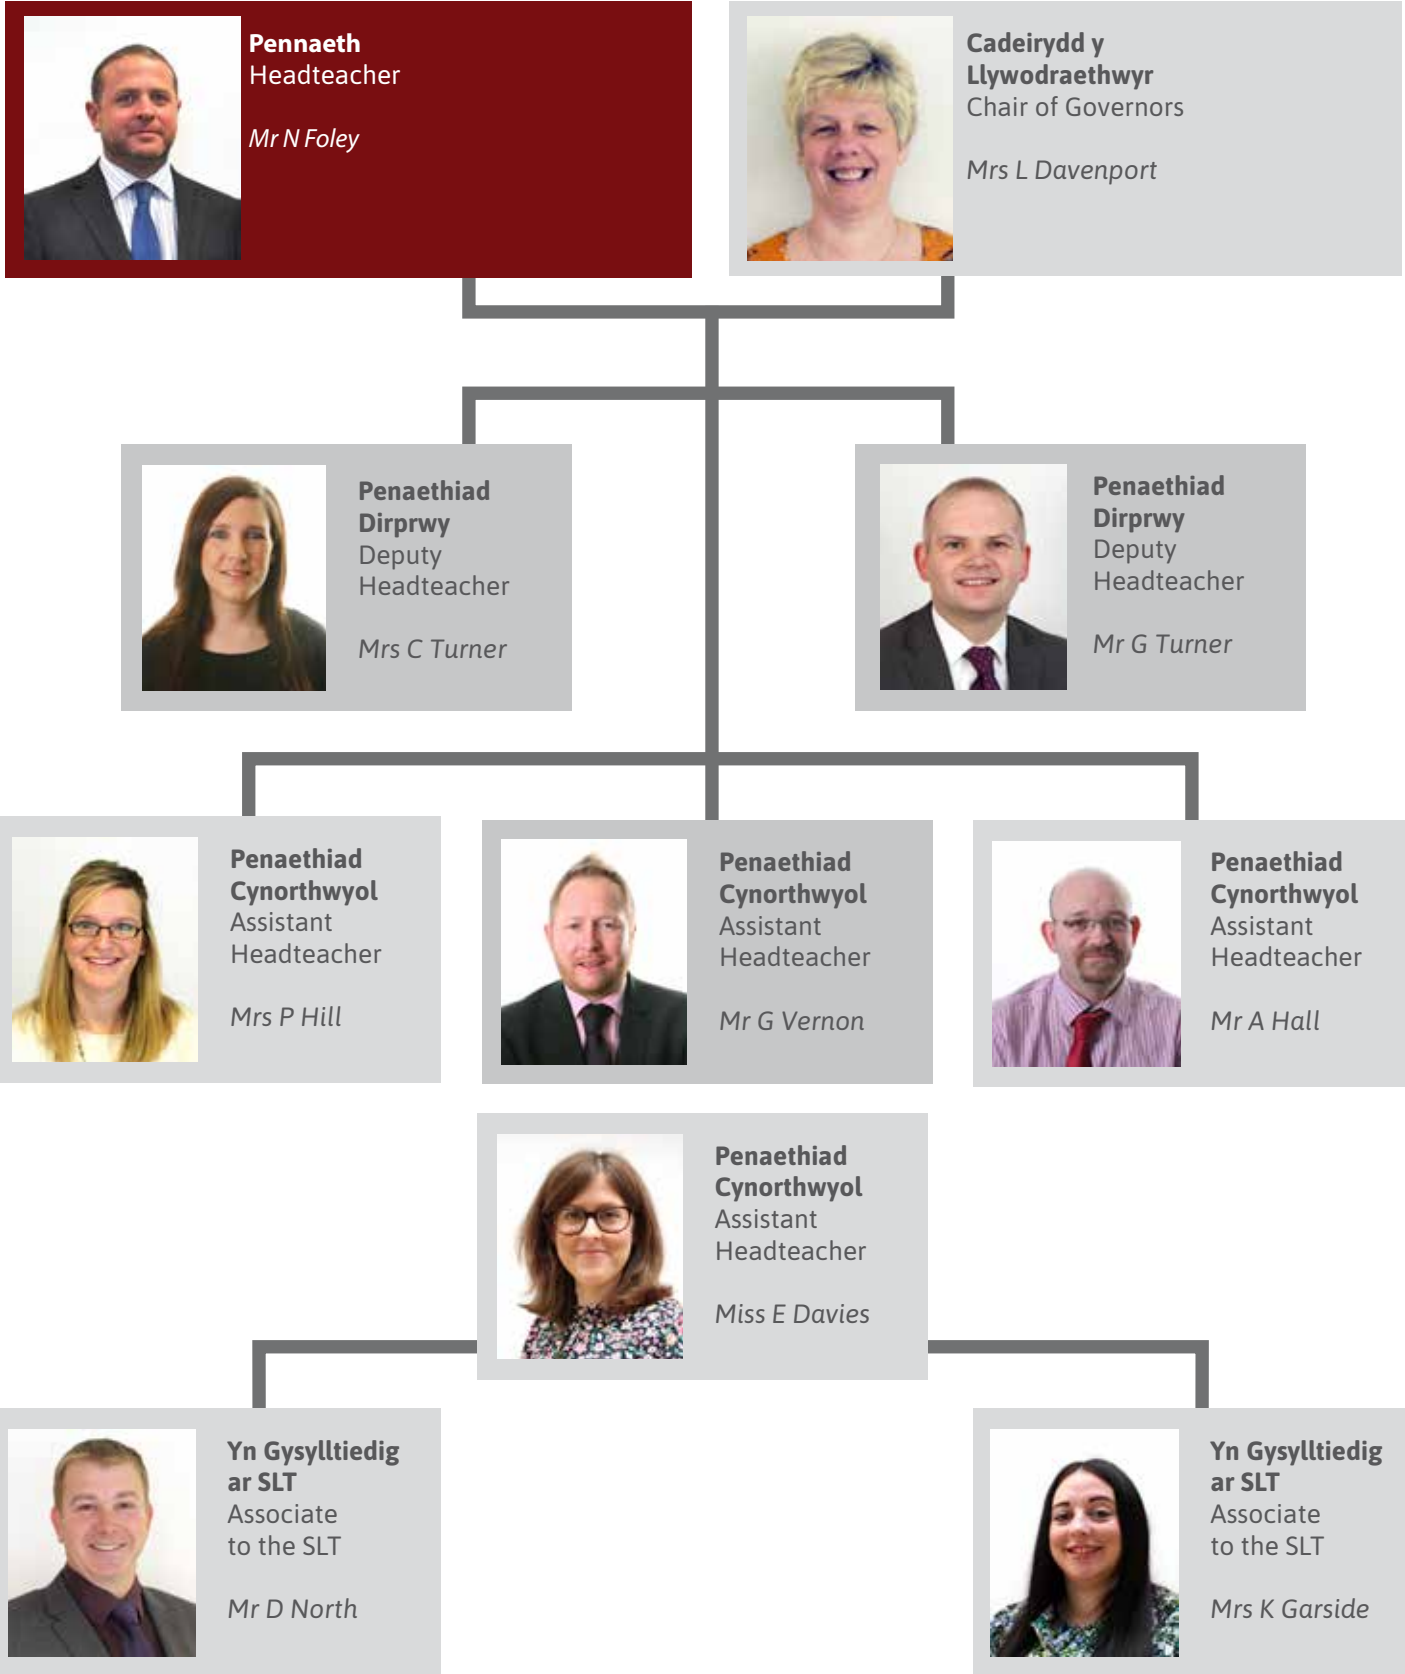 Pennaeth
Headteacher
Mr N Foley
Cadeirydd y
Llywodraethwyr
Chair of Governors
Mrs L Davenport
Penaethiad
Dirprwy
Deputy
Headteacher
Mrs C Turner
Penaethiad
Dirprwy
Deputy
Headteacher
Mr G Turner
Penaethiad
Cynorthwyol
Assistant
Headteacher
Mrs P Hill
Penaethiad
Cynorthwyol
Assistant
Headteacher
Mr G Vernon
Penaethiad
Cynorthwyol
Assistant
Headteacher
Mr A Hall
Penaethiad
Cynorthwyol
Assistant
Headteacher
Miss E Davies
Yn Gysylltiedig
ar SLT
Associate
to the SLT
Mr D North
Yn Gysylltiedig
ar SLT
Associate
to the SLT
Mrs K Garside